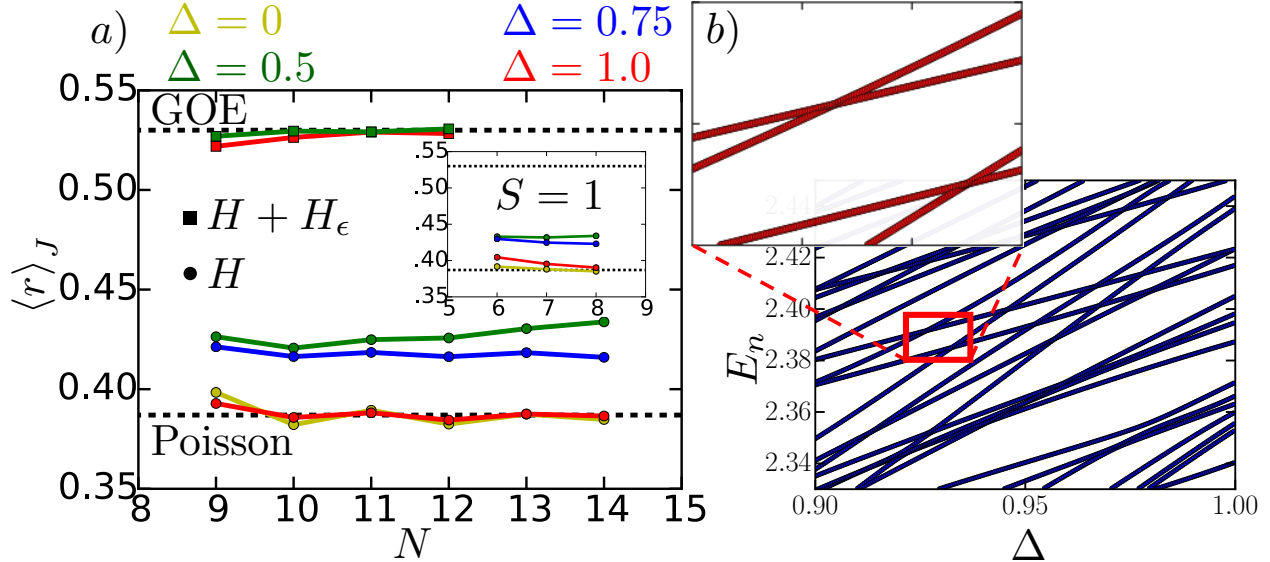 a)
Δ = 0
Δ = 0.75
Δ = 0.5
Δ = 1.0
0.55
0.50
0.45
0.40
0.35
⟨r⟩_J
GOE
H + H_ϵ
H
Poisson
8 9 10 11 12 13 14 15
N
.55
.50
.45
.40
.35
S = 1
5 6 7 8 9
b)
2.44
2.42
2.40
2.38
2.36
2.34
E_n
0.90 0.95 1.00
Δ